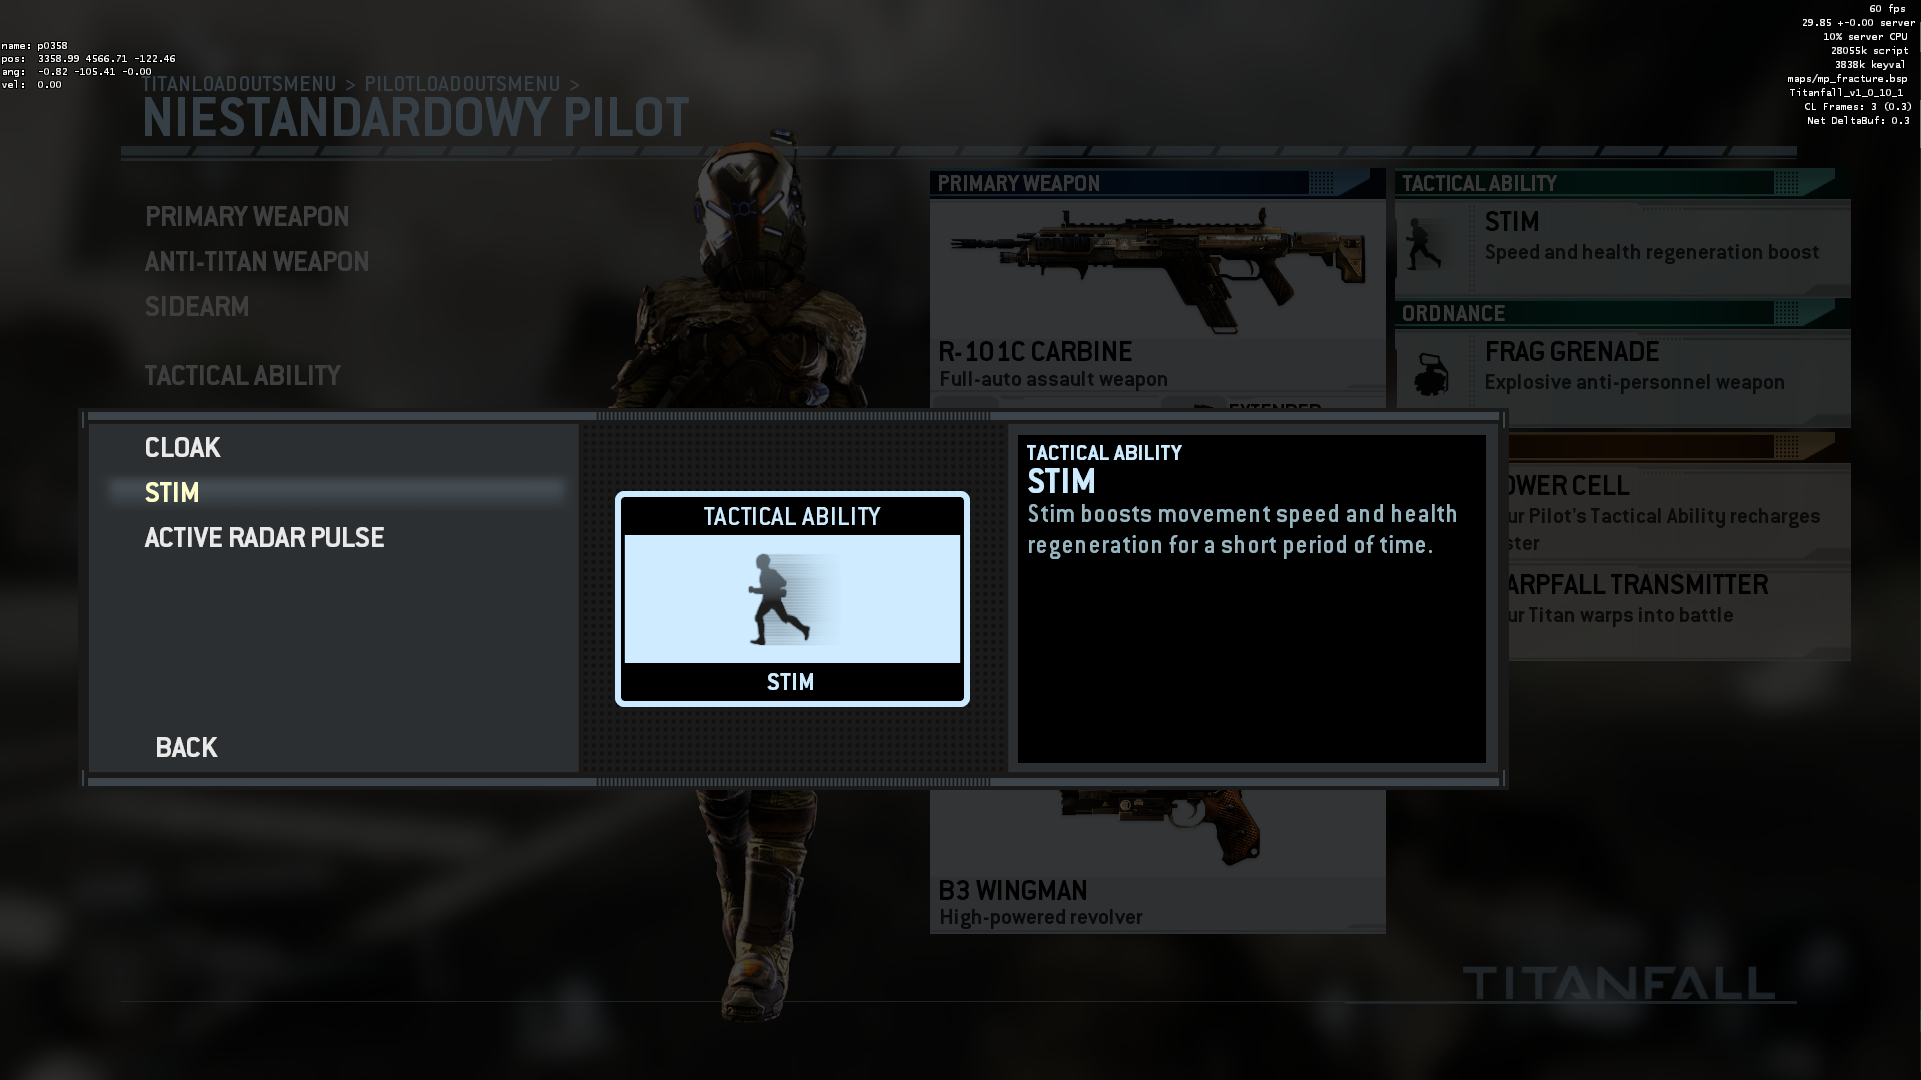 name: p0358
pos: 3358.99 4566.71 -122.46
ang: -0.82 -105.41 -0.00
vel: 0.00
60 fps
29.85 +-0.00 server
10% server CPU
28055k script
3838k keyval
maps/mp_fracture.bsp
Titanfall_v1_0_10_1
CL Frames: 3 (0.3)
Net DeltaBuf: 0.3
TITANLOADOUTSMENU > PILOTLOADOUTSMENU >
NIESTANDARDOWY PILOT
PRIMARY WEAPON
ANTI-TITAN WEAPON
SIDEARM
TACTICAL ABILITY
PRIMARY WEAPON
R-101C CARBINE
Full-auto assault weapon
EXTENDER
TACTICAL ABILITY
STIM
Speed and health regeneration boost
ORDNANCE
FRAG GRENADE
Explosive anti-personnel weapon
OWER CELL
ur Pilot's Tactical Ability recharges
ster
ARPFALL TRANSMITTER
ur Titan warps into battle
CLOAK
STIM
ACTIVE RADAR PULSE
BACK
TACTICAL ABILITY
STIM
TACTICAL ABILITY
STIM
Stim boosts movement speed and health
regeneration for a short period of time.
B3 WINGMAN
High-powered revolver
TITANFALL